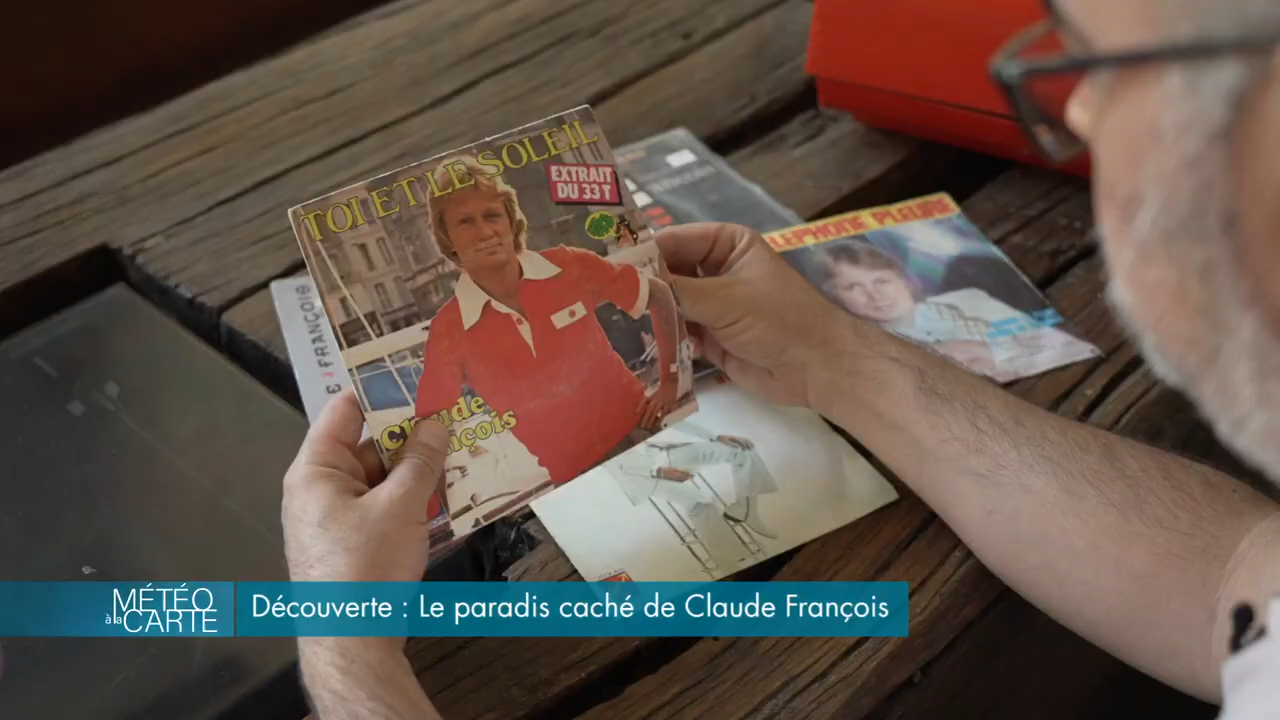 TOI ET LE SOLEIL
EXTRAIT
DU 33 T
LEPHONE PLEURE
FRANÇOIS
Claude
François
MÉTÉO
à la CARTE
Découverte : Le paradis caché de Claude François